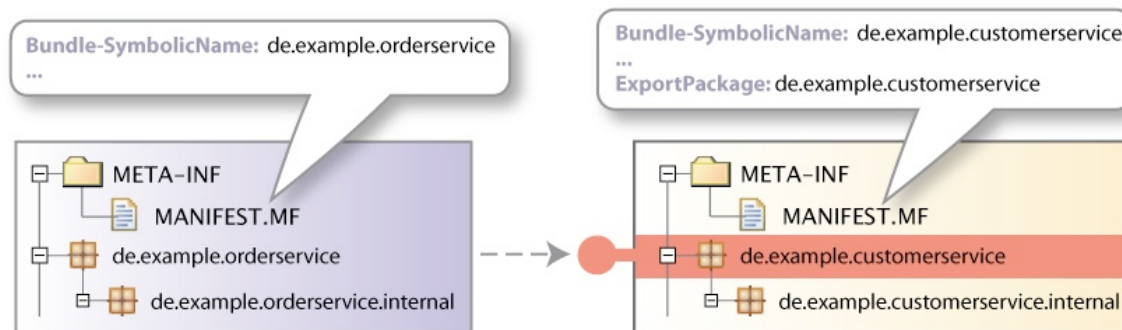 Bundle-SymbolicName: de.example.orderservice
...
META-INF
MANIFEST.MF
de.example.orderservice
de.example.orderservice.internal
Bundle-SymbolicName: de.example.customerservice
...
ExportPackage: de.example.customerservice
META-INF
MANIFEST.MF
de.example.customerservice
de.example.customerservice.internal